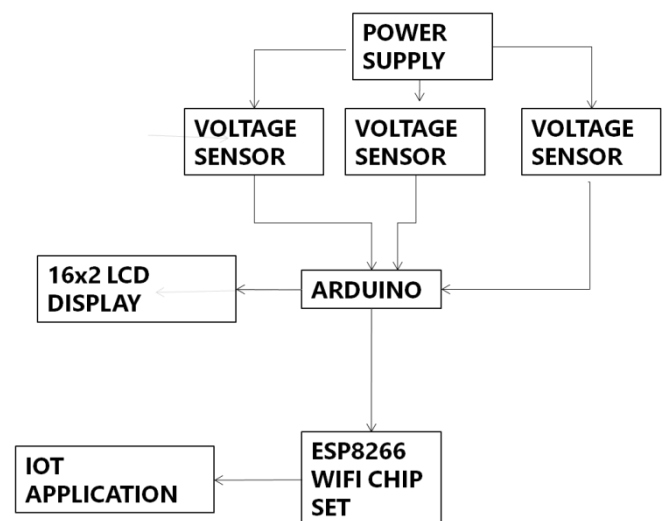 POWER
SUPPLY
VOLTAGE
SENSOR
VOLTAGE
SENSOR
VOLTAGE
SENSOR
16x2 LCD
DISPLAY
ARDUINO
ESP8266
WIFI CHIP
SET
IOT
APPLICATION